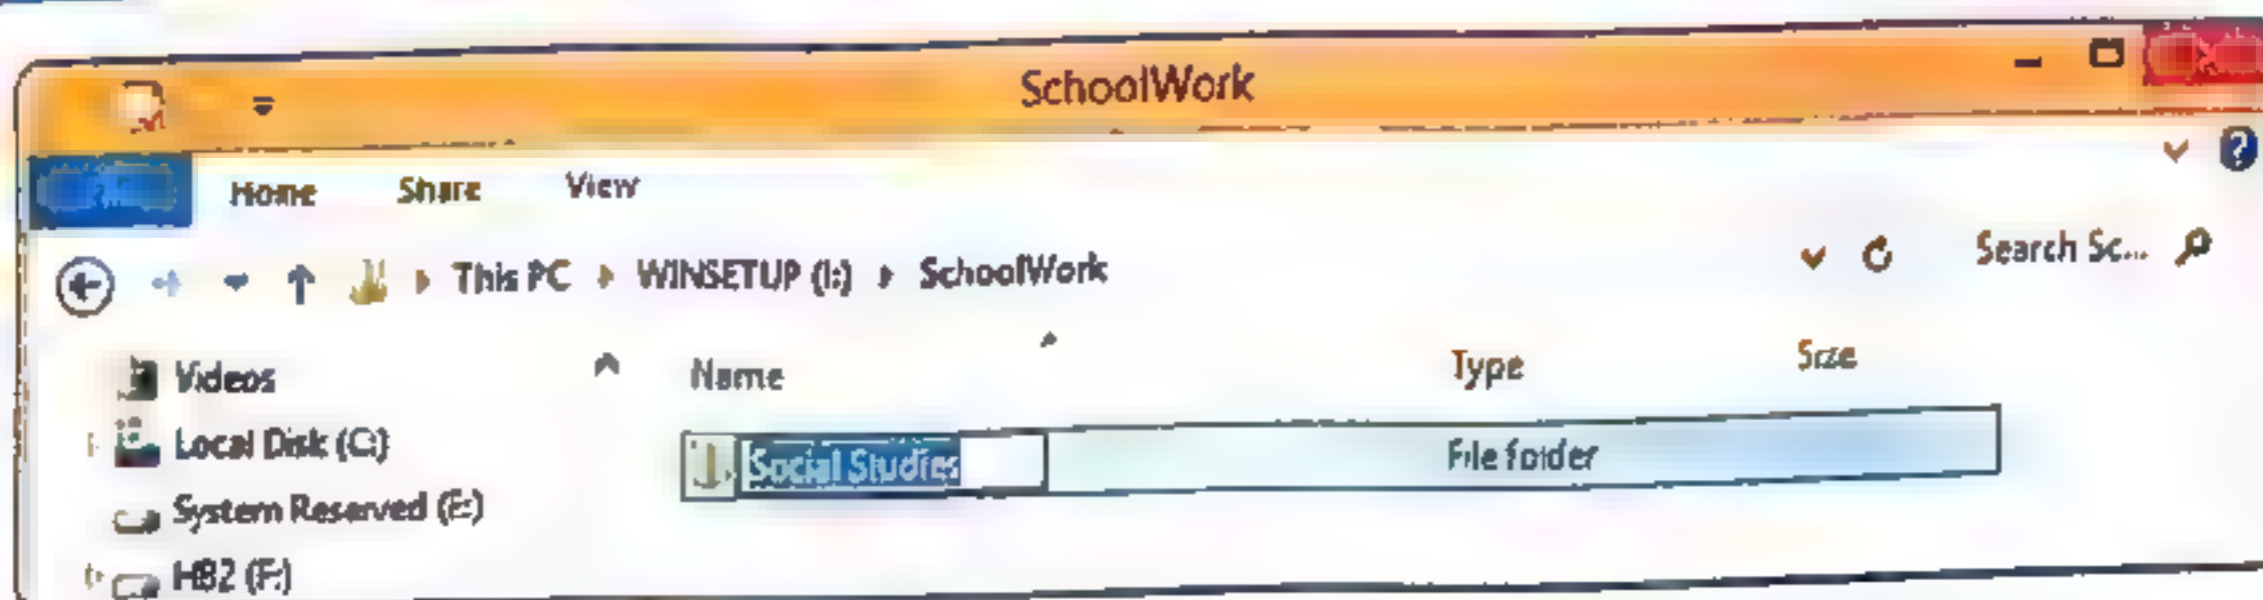 SchoolWork
Home Share View
This PC WINSETUP (I:) SchoolWork Search Sc...
Name Type Size
Videos
Local Disk (C:)
Social Studies File folder
System Reserved (E:)
HB2 (F:)